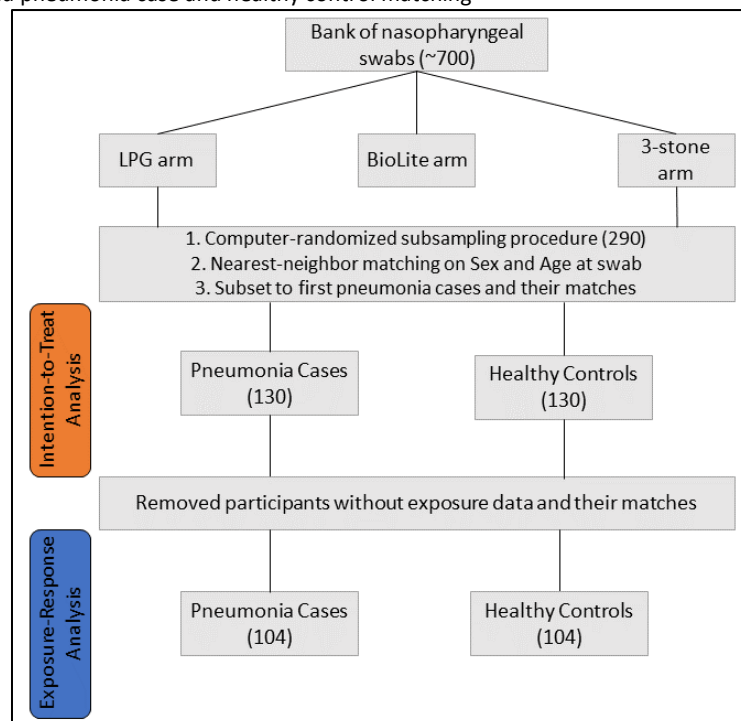 pneumonia case and healthy control matching
Bank of nasopharyngeal
swabs (~700)
LPG arm
BioLite arm
3-stone
arm
1. Computer-randomized subsampling procedure (290)
2. Nearest-neighbor matching on Sex and Age at swab
3. Subset to first pneumonia cases and their matches
Intention-to-Treat
Analysis
Pneumonia Cases
(130)
Healthy Controls
(130)
Removed participants without exposure data and their matches
Exposure-Response
Analysis
Pneumonia Cases
(104)
Healthy Controls
(104)